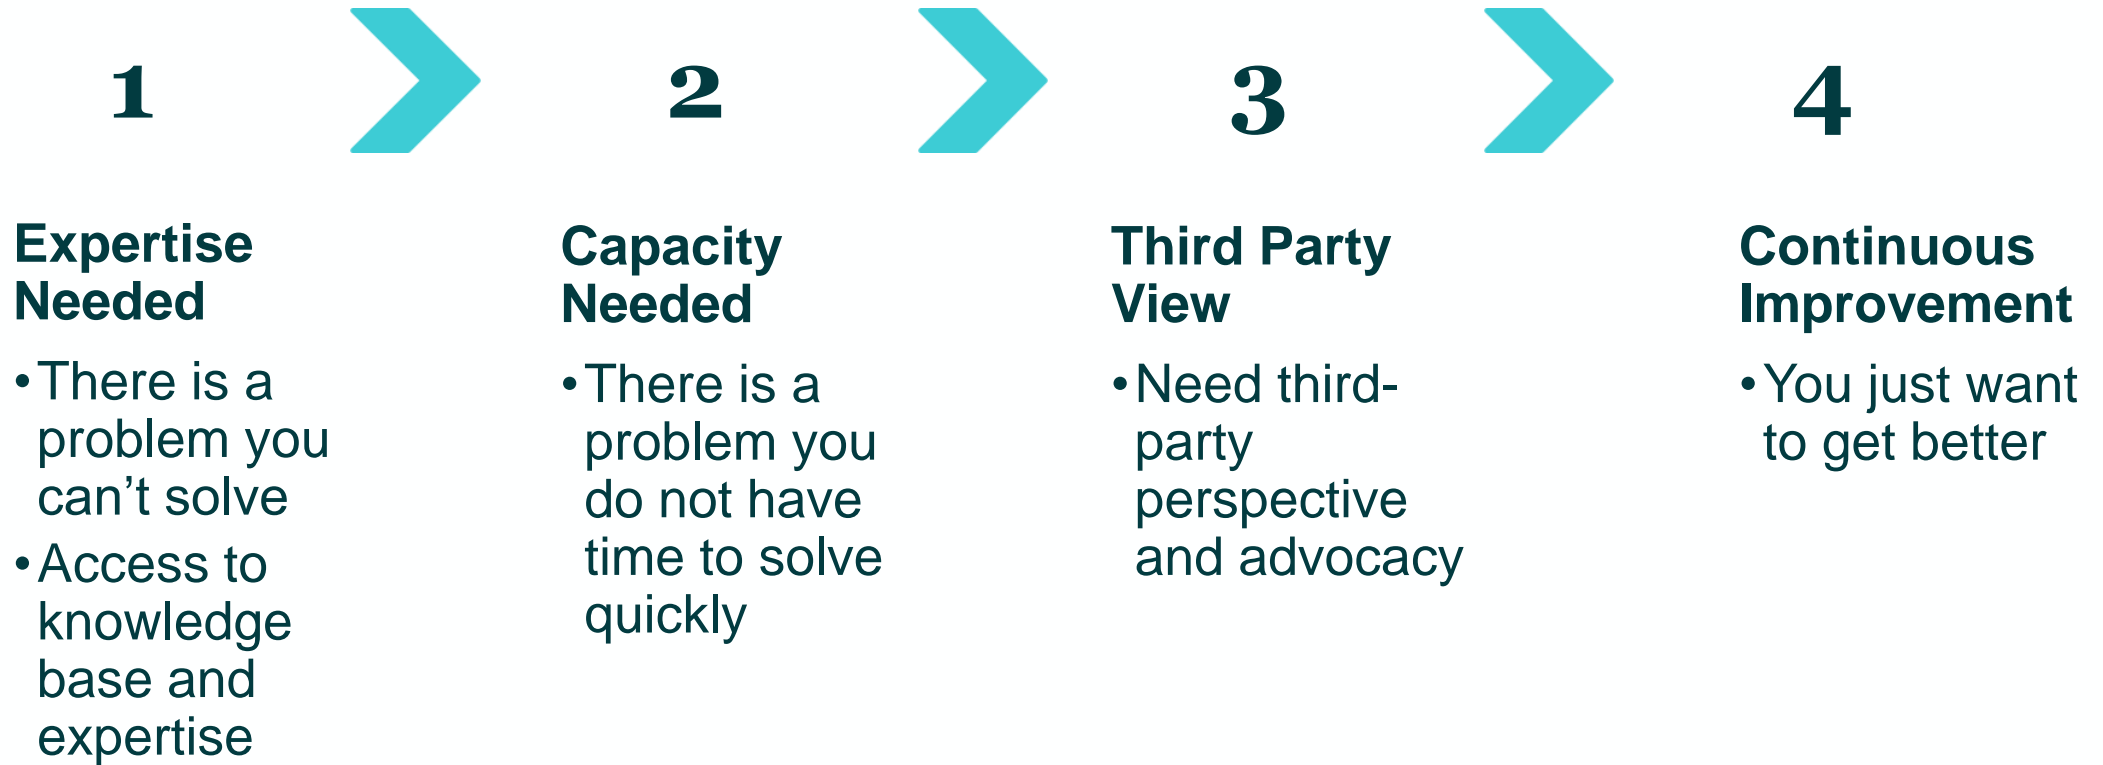 1
Expertise
Needed
•There is a
problem you
can’t solve
•Access to
knowledge
base and
expertise
2
Capacity
Needed
•There is a
problem you
do not have
time to solve
quickly
3
Third Party
View
•Need third-
party
perspective
and advocacy
4
Continuous
Improvement
•You just want
to get better